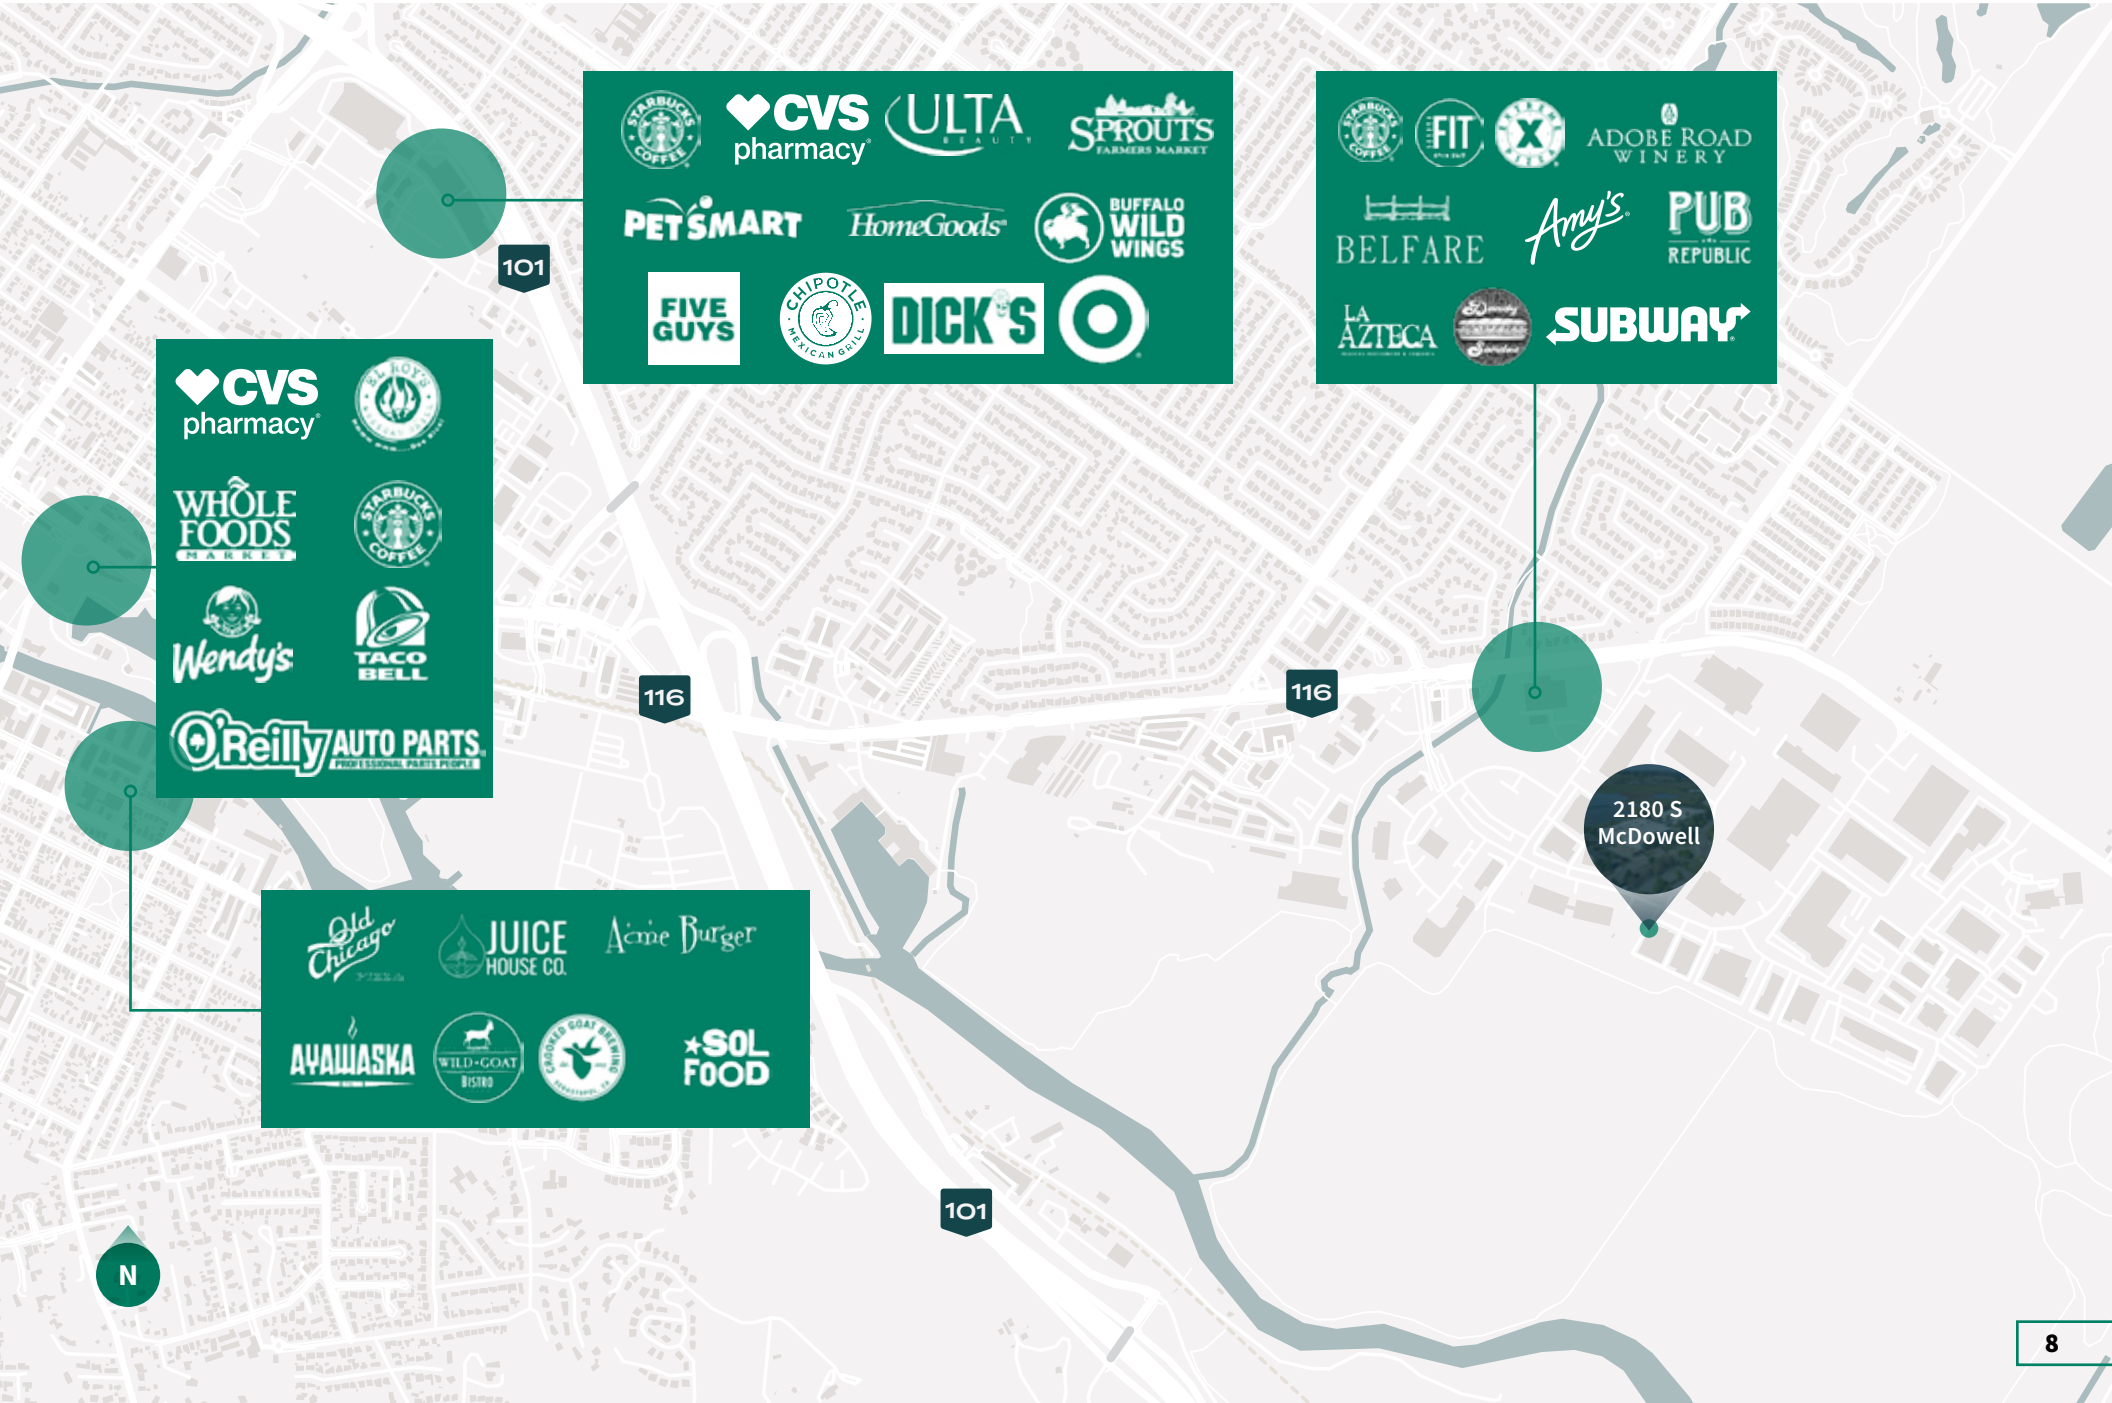 STARBUCKS COFFEE
CVS pharmacy
ULTA BEAUTY
SPROUTS FARMERS MARKET
PETSMART
HomeGoods
BUFFALO WILD WINGS
FIVE GUYS
CHIPOTLE MEXICAN GRILL
DICK'S
STARBUCKS COFFEE
FIT
X
ADOBE ROAD WINERY
BELFARE
Amy's
PUB REPUBLIC
LA AZTECA
SUBWAY
101
CVS pharmacy
EL ROY'S
WHOLE FOODS MARKET
STARBUCKS COFFEE
Wendy's
TACO BELL
O'Reilly AUTO PARTS
PROFESSIONAL PARTS PEOPLE
116
116
2180 S
McDowell
Old Chicago PIZZA
JUICE HOUSE CO.
Acme Burger
AYAWASKA
WILD GOAT BISTRO
CROOKED GOAT BREWING
SOL FOOD
101
N
8